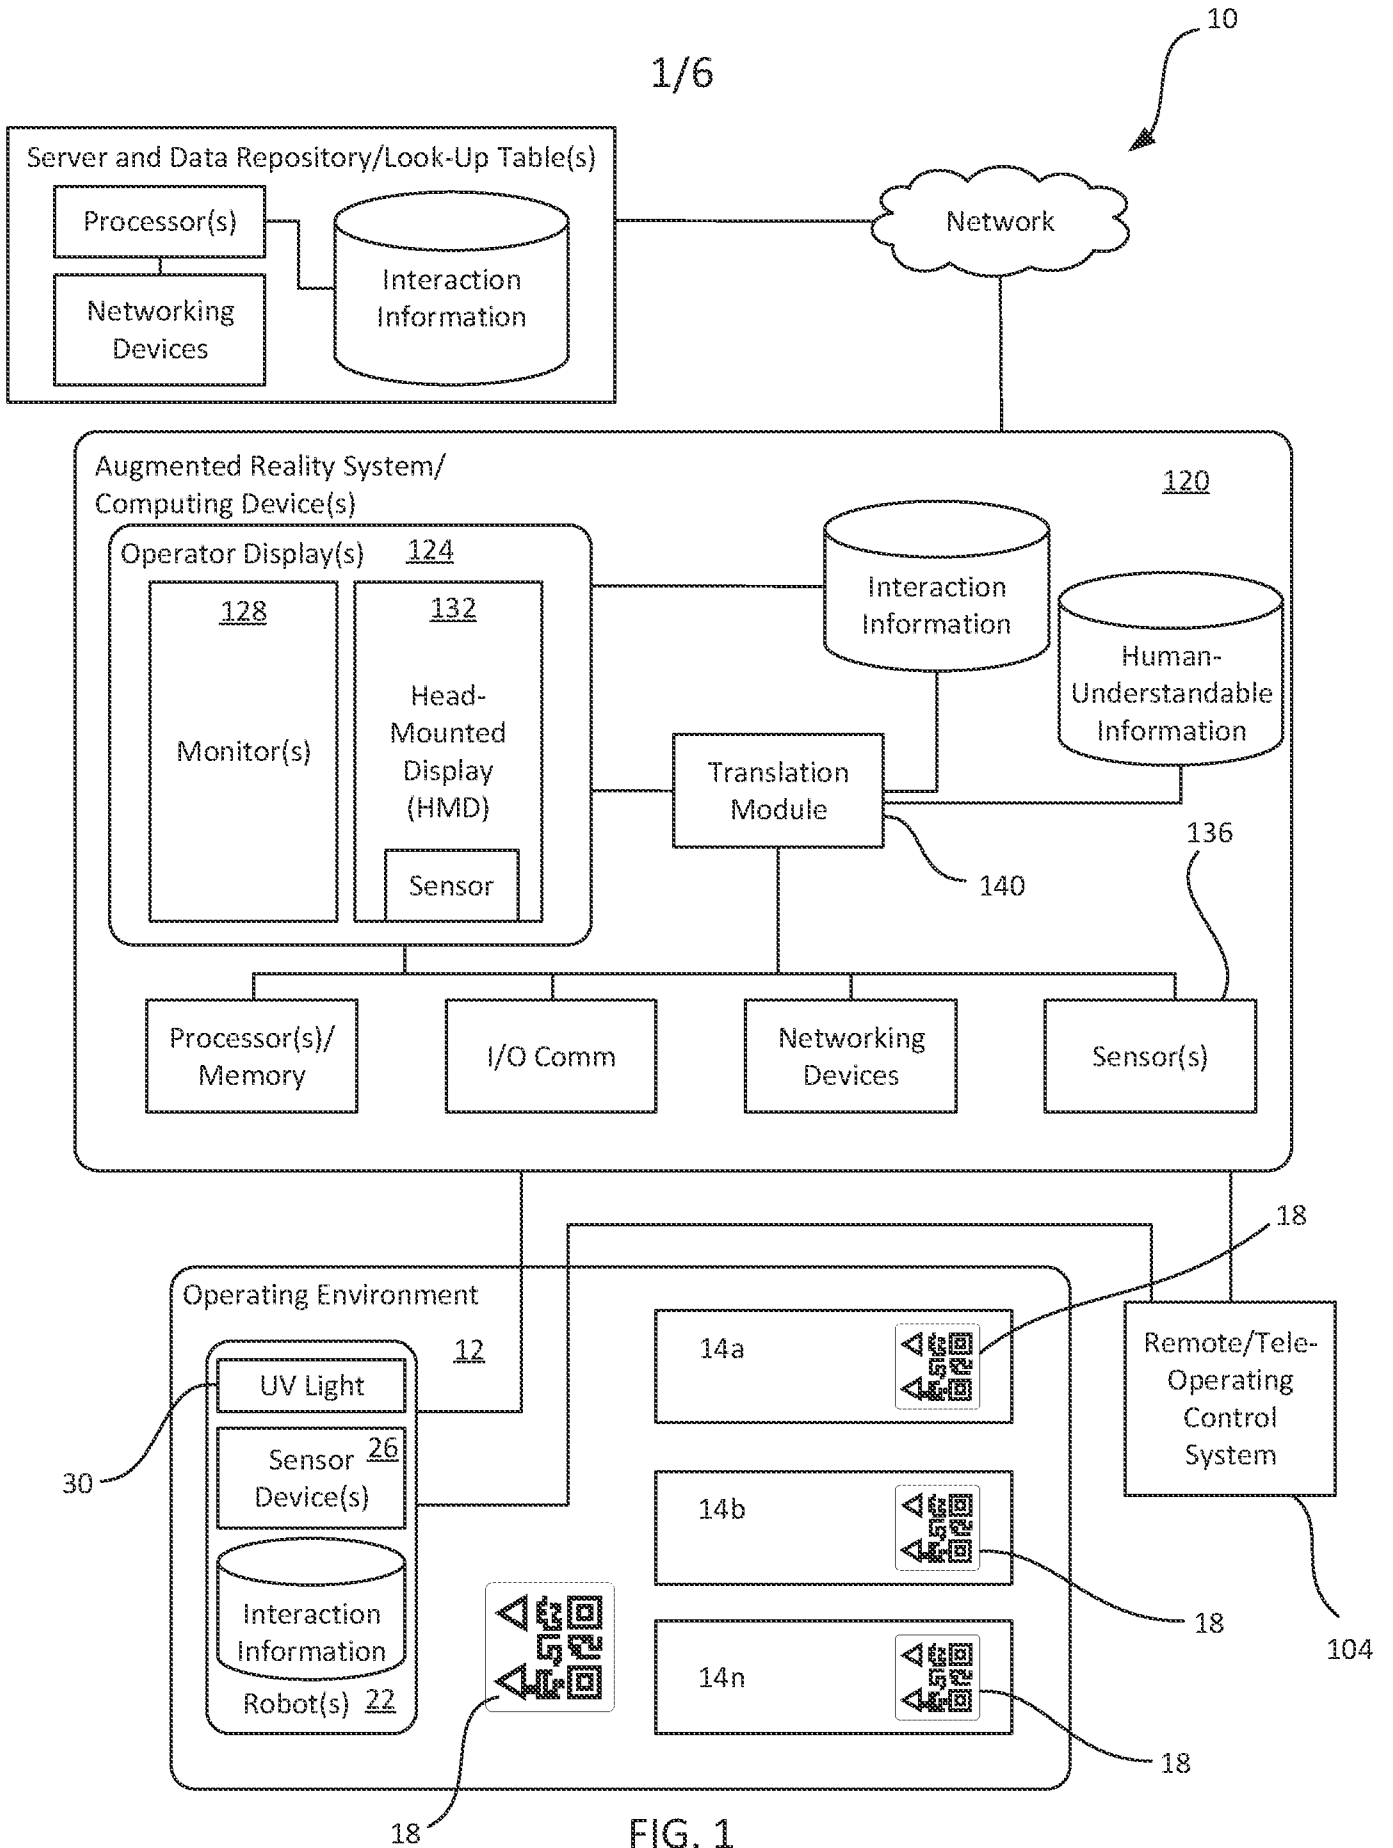 10
1/6
Server and Data Repository/Look-Up Table(s)
Processor(s)
Networking
Devices
Interaction
Information
Network
Augmented Reality System/
Computing Device(s)
120
Operator Display(s) 124
128
Monitor(s)
132
Head-
Mounted
Display
(HMD)
Sensor
Interaction
Information
Human-
Understandable
Information
Translation
Module
140
136
Processor(s)/
Memory
I/O Comm
Networking
Devices
Sensor(s)
18
Operating Environment
12
UV Light
30
Sensor 26
Device(s)
Interaction
Information
Robot(s) 22
18
14a
14b
18
14n
18
Remote/Tele-
Operating
Control
System
104
FIG. 1